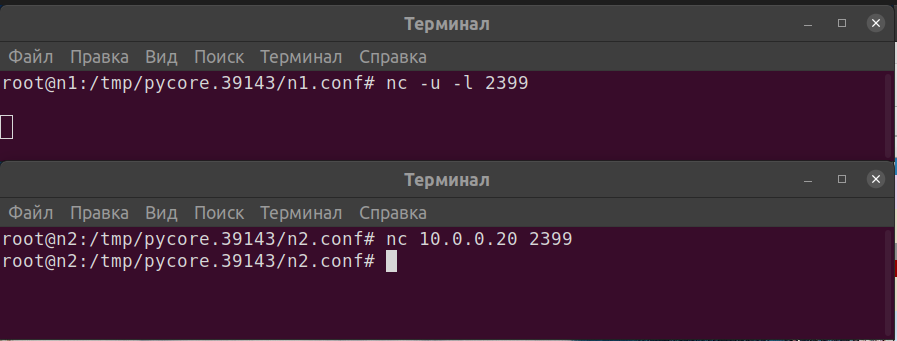 Терминал
Файл Правка Вид Поиск Терминал Справка
root@n1:/tmp/pycore.39143/n1.conf# nc -u -l 2399
Терминал
Файл Правка Вид Поиск Терминал Справка
root@n2:/tmp/pycore.39143/n2.conf# nc 10.0.0.20 2399
root@n2:/tmp/pycore.39143/n2.conf#